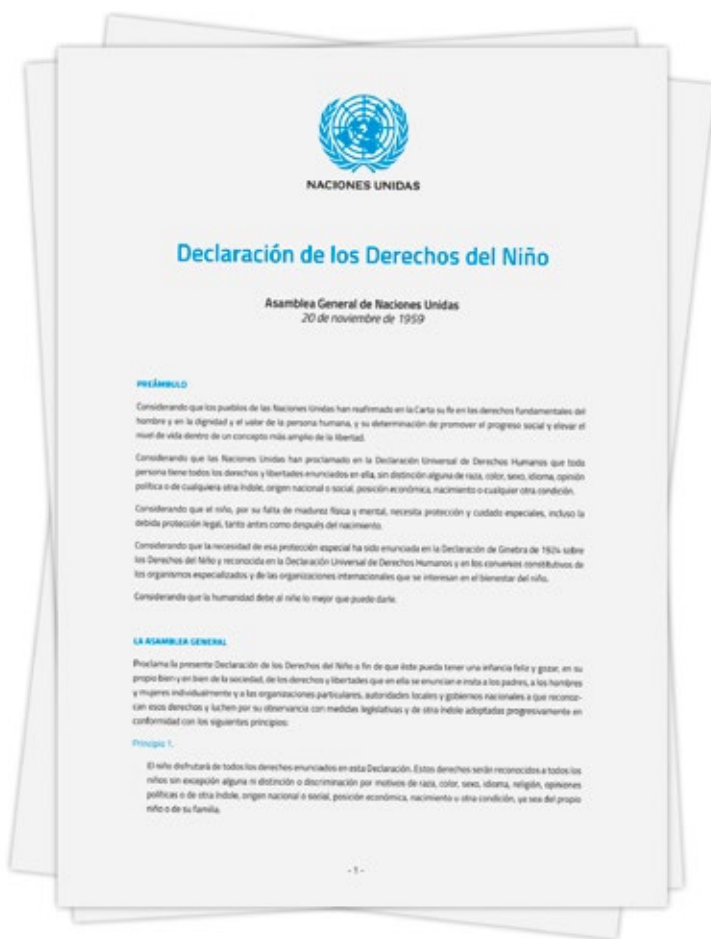 NACIONES UNIDAS
Declaración de los Derechos del Niño
Asamblea General de Naciones Unidas
20 de noviembre de 1959
PREÁMBULO
Considerando que los pueblos de las Naciones Unidas han reafirmado en la Carta su fe en los derechos fundamentales del
hombre y en la dignidad y el valor de la persona humana, y su determinación de promover el progreso social y elevar el
nivel de vida dentro de un concepto más amplio de la libertad.
Considerando que las Naciones Unidas han proclamado en la Declaración Universal de Derechos Humanos que toda
persona tiene todos los derechos y libertades enunciados en ella, sin distinción alguna de raza, color, sexo, idioma, opinión
política o de cualquiera otra índole, origen nacional o social, posición económica, nacimiento o cualquier otra condición.
Considerando que el niño, por su falta de madurez física y mental, necesita protección y cuidado especiales, incluso la
debida protección legal, tanto antes como después del nacimiento.
Considerando que la necesidad de esa protección especial ha sido enunciada en la Declaración de Ginebra de 1924 sobre
los Derechos del Niño y reconocida en la Declaración Universal de Derechos Humanos y en los convenios constitutivos de
los organismos especializados y de las organizaciones internacionales que se interesan en el bienestar del niño.
Considerando que la humanidad debe al niño lo mejor que puede darle.
LA ASAMBLEA GENERAL
Proclama la presente Declaración de los Derechos del Niño a fin de que éste pueda tener una infancia feliz y gozar, en su
propio bien y en bien de la sociedad, de los derechos y libertades que en ella se enuncian e insta a los padres, a los hombres
y mujeres individualmente y a las organizaciones particulares, autoridades locales y gobiernos nacionales a que reconoz-
can esos derechos y luchen por su observancia con medidas legislativas y de otra índole adoptadas progresivamente en
conformidad con los siguientes principios:
Principio 1.
El niño disfrutará de todos los derechos enunciados en esta Declaración. Estos derechos serán reconocidos a todos los
niños sin excepción alguna ni distinción o discriminación por motivos de raza, color, sexo, idioma, religión, opiniones
políticas o de otra índole, origen nacional o social, posición económica, nacimiento u otra condición, ya sea del propio
niño o de su familia.
- 1 -